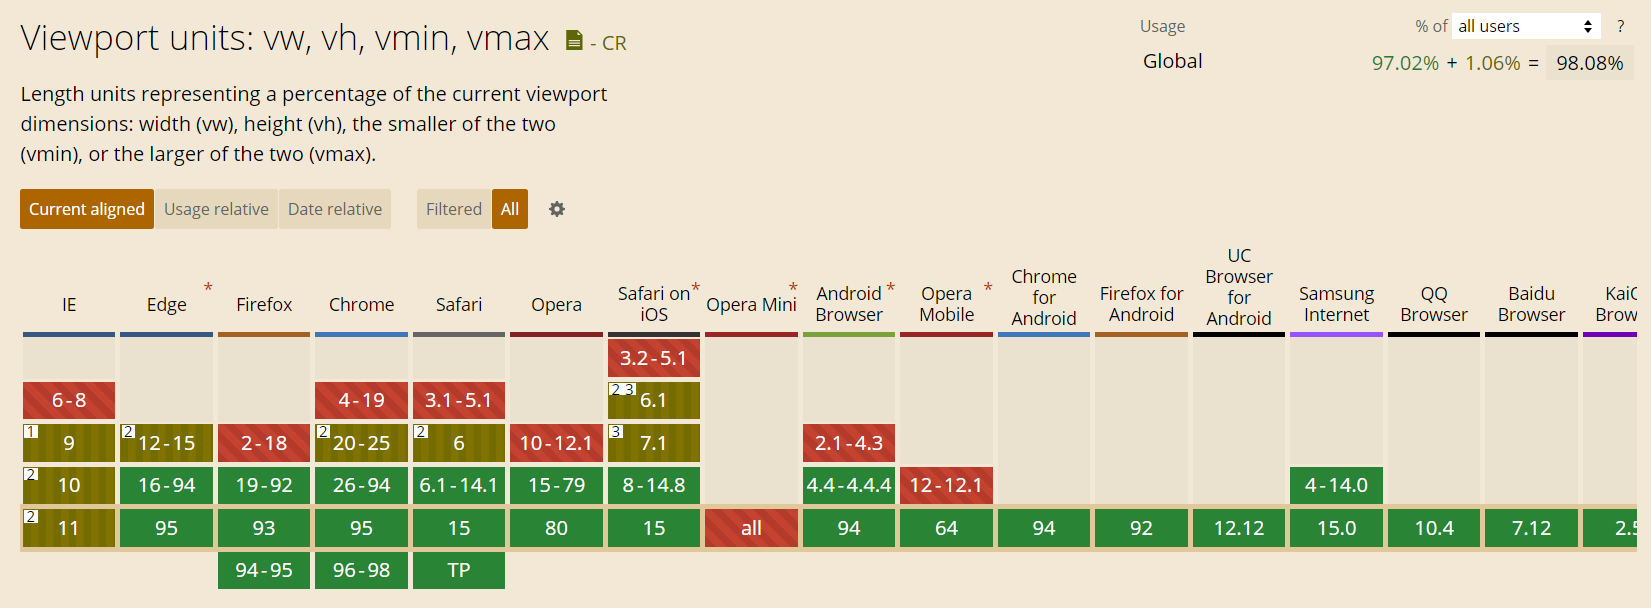 Viewport units: vw, vh, vmin, vmax - CR
Usage % of all users ?
Global 97.02% + 1.06% = 98.08%
Length units representing a percentage of the current viewport
dimensions: width (vw), height (vh), the smaller of the two
(vmin), or the larger of the two (vmax).
Current aligned Usage relative Date relative Filtered All
IE
Edge *
Firefox
Chrome
Safari
Opera
Safari on *
iOS
Opera Mini *
Android *
Browser
Opera *
Mobile
Chrome
for
Android
Firefox for
Android
UC
Browser
for
Android
Samsung
Internet
QQ
Browser
Baidu
Browser
3.2-5.1
6-8 4-19 3.1-5.1 2 3 6.1
1 9 2 12-15 2-18 2 20-25 2 6 10-12.1 3 7.1 2.1-4.3
2 10 16-94 19-92 26-94 6.1-14.1 15-79 8-14.8 4.4-4.4.4 12-12.1 4-14.0
2 11 95 93 95 15 80 15 all 94 64 94 92 12.12 15.0 10.4 7.12
94-95 96-98 TP